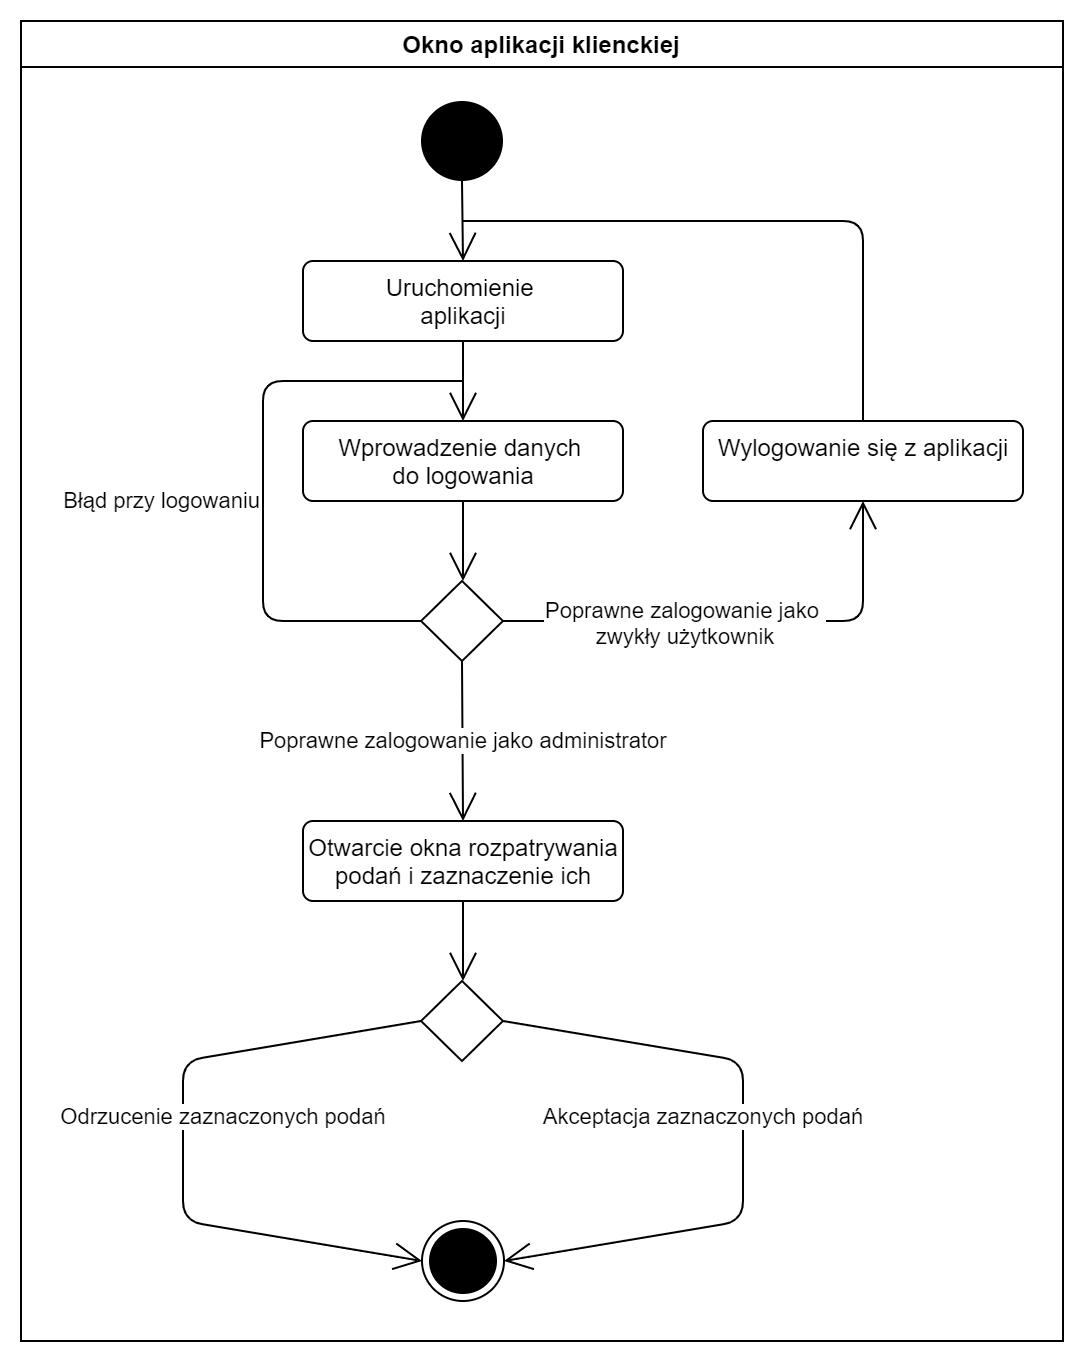 Okno aplikacji klienckiej
Uruchomienie
aplikacji
Wprowadzenie danych
do logowania
Wylogowanie się z aplikacji
Błąd przy logowaniu
Poprawne zalogowanie jako
zwykły użytkownik
Poprawne zalogowanie jako administrator
Otwarcie okna rozpatrywania
podań i zaznaczenie ich
Odrzucenie zaznaczonych podań
Akceptacja zaznaczonych podań